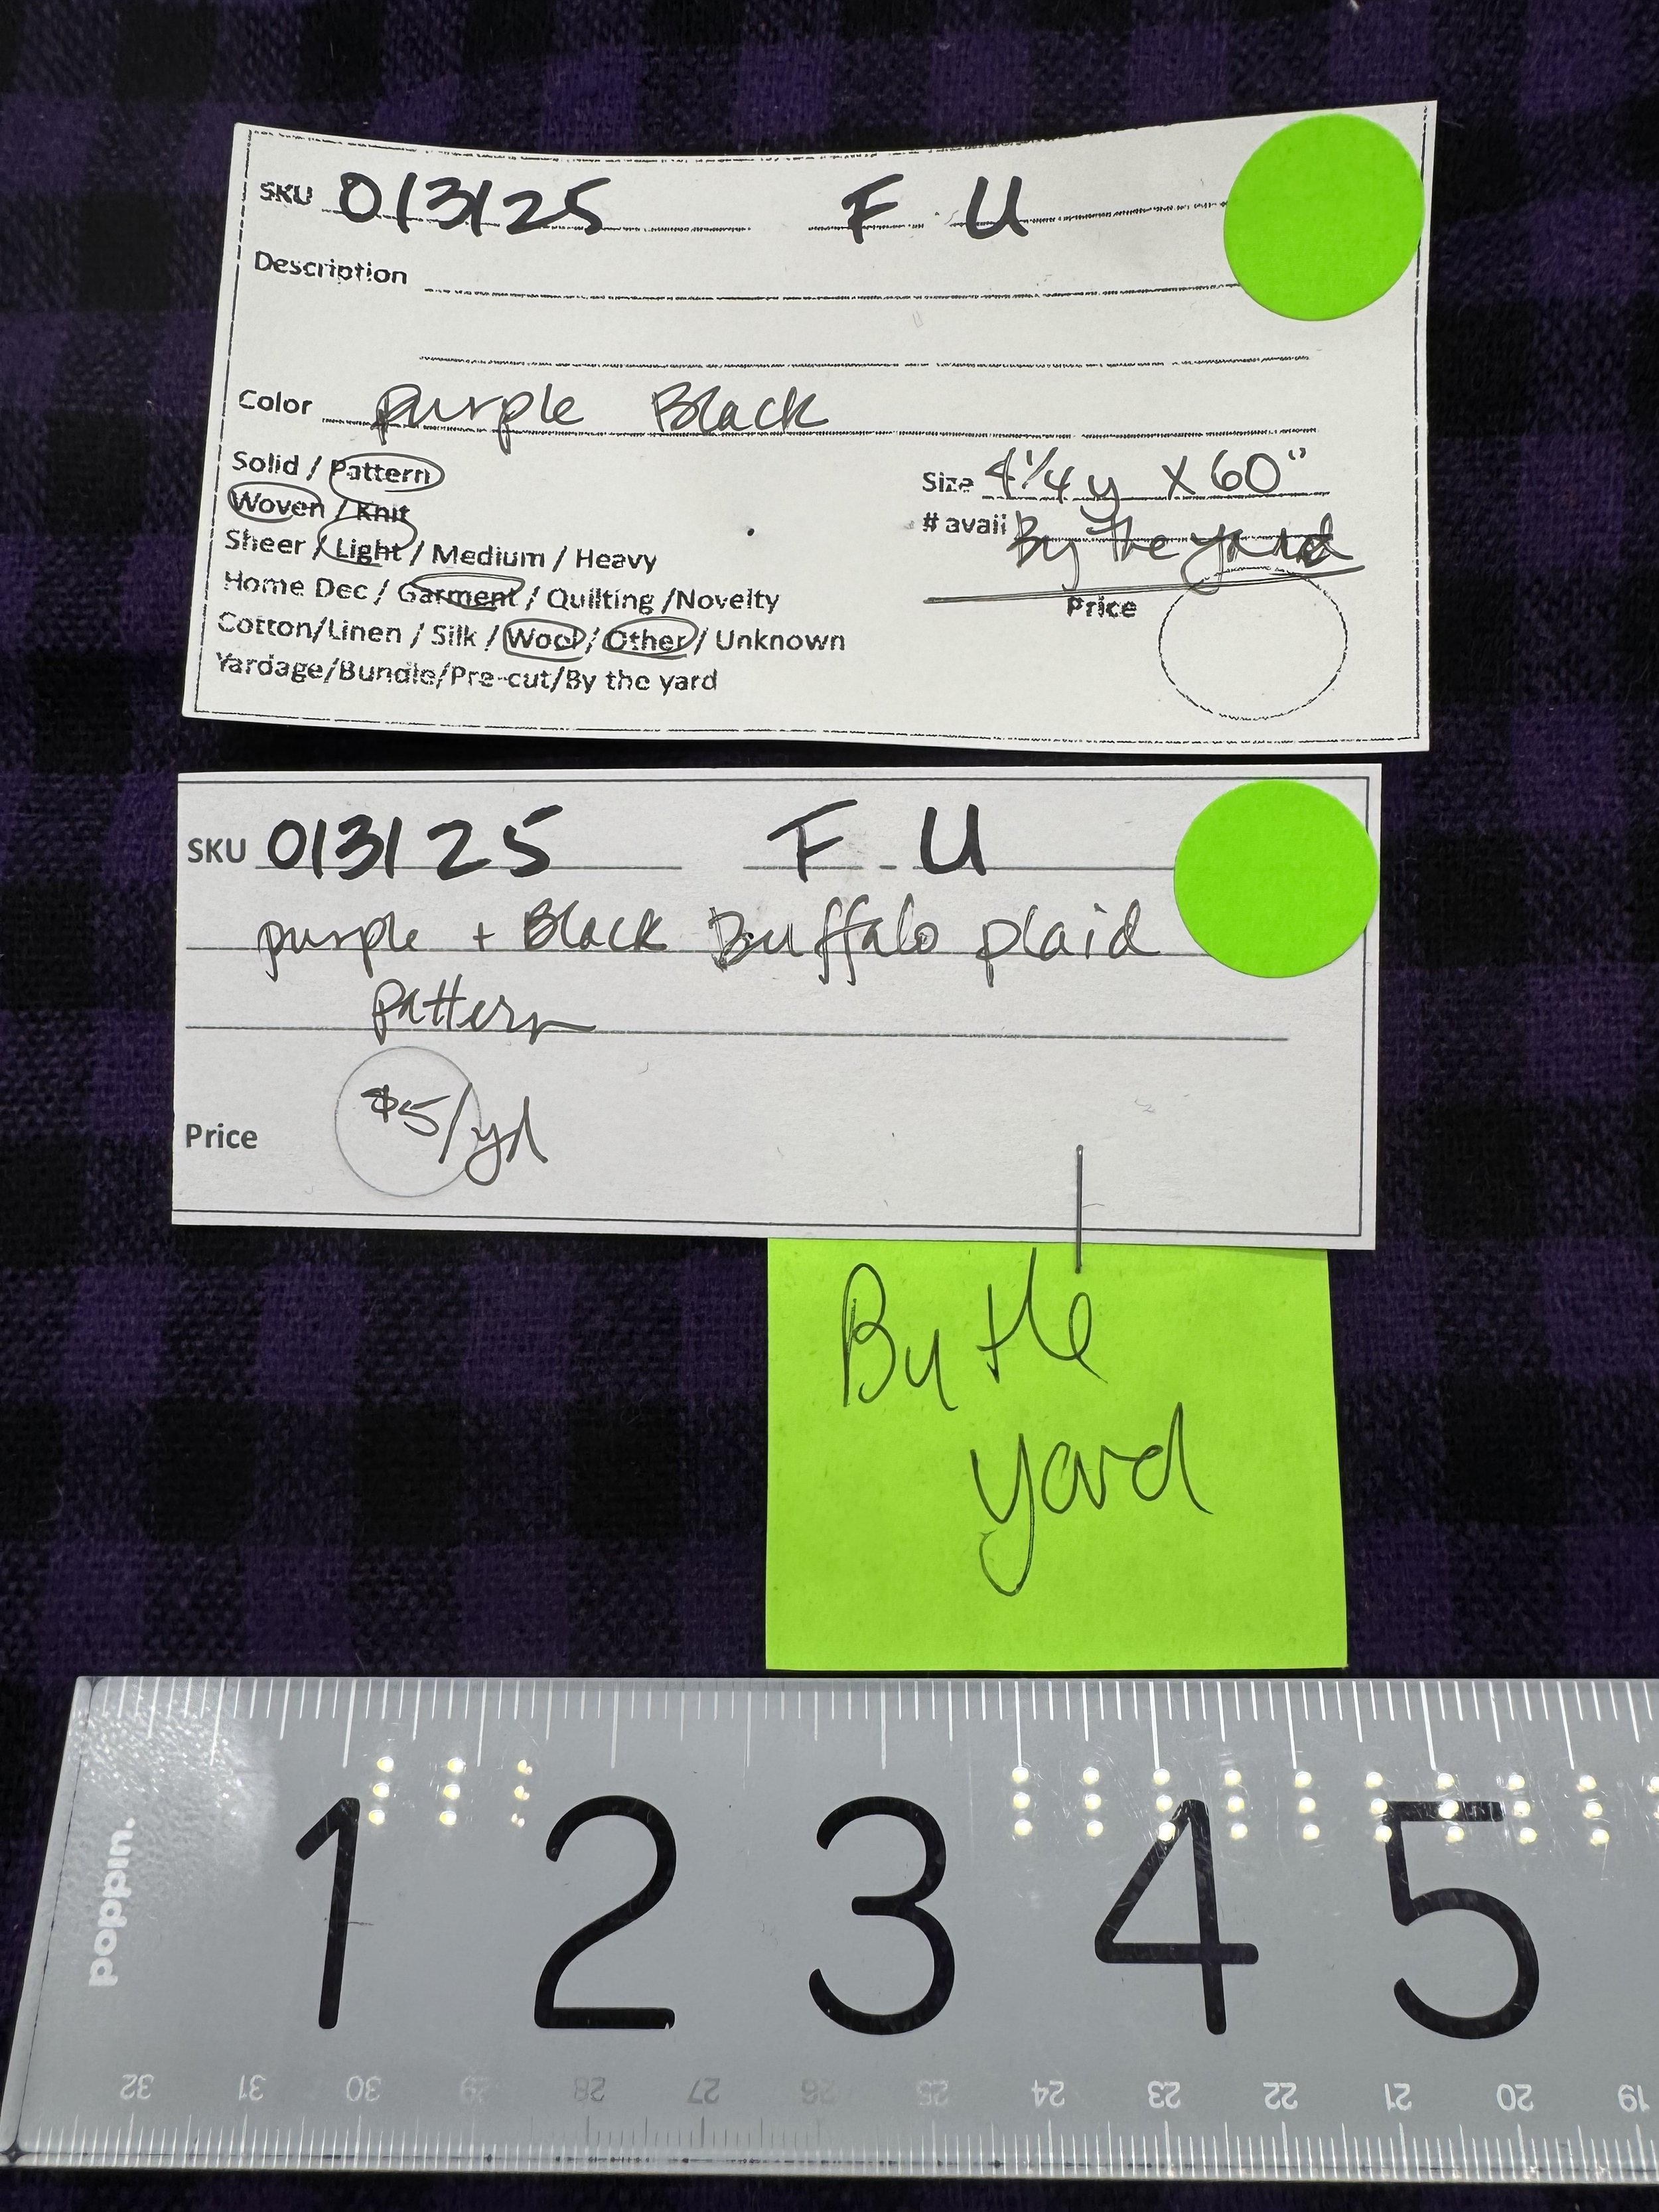 SKU 013125 F U
Description
Color purple Black
Solid / Pattern
Woven / Knit
Sheer / Light / Medium / Heavy
Home Dec / Garment / Quilting /Novelty
Cotton/Linen / Silk / Wool / Other / Unknown
Yardage/Bundle/Pre-cut/By the yard
Size 4 1/4 y X 60"
# avail By the yard
Price
SKU 013125 F U
purple + Black Buffalo plaid
pattern
Price $5/yd
By the
yard
poppin.
1 2 3 4 5
32 31 30 29 28 27 26 25 24 23 22 21 20 19